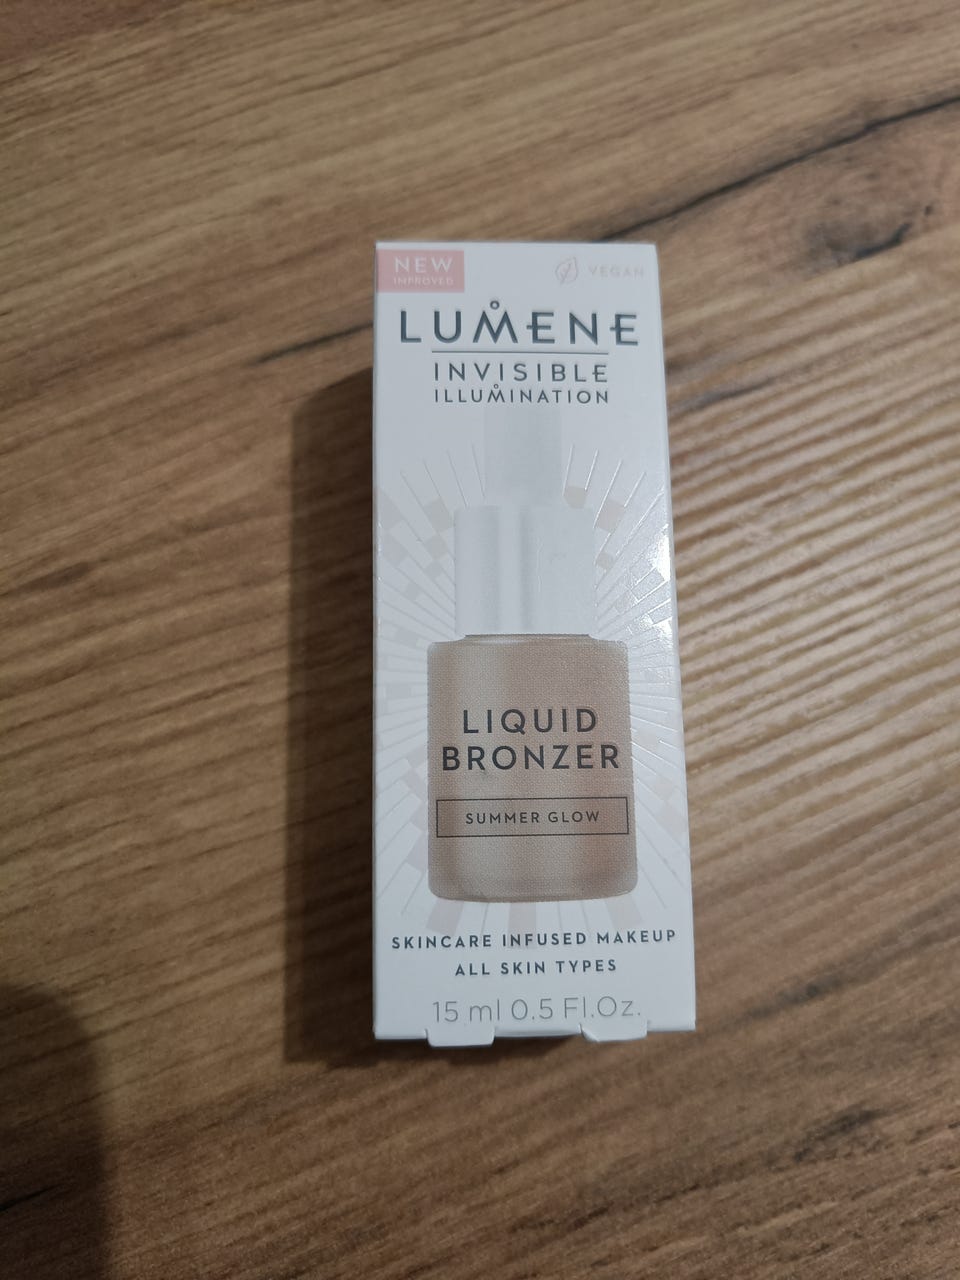 NEW
IMPROVED
VEGAN
LUMENE
INVISIBLE
ILLUMINATION
LIQUID
BRONZER
SUMMER GLOW
SKINCARE INFUSED MAKEUP
ALL SKIN TYPES
15 ml 0.5 Fl.Oz.